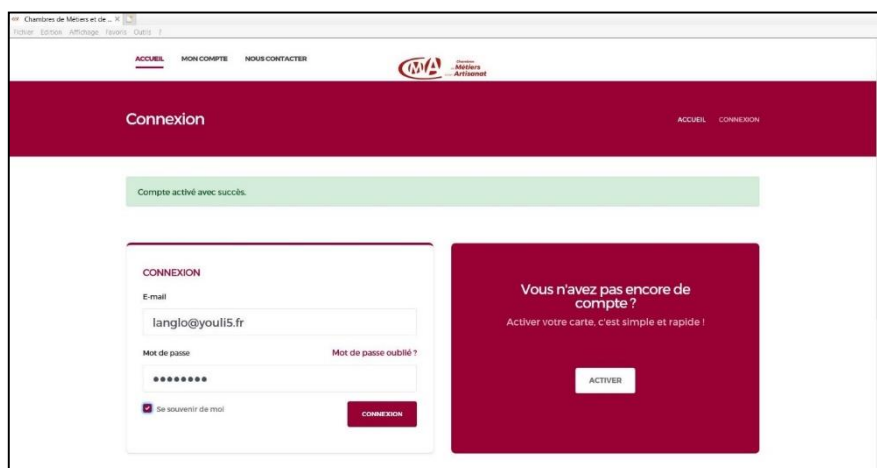 Chambres de Métiers et de ... X
Fichier Edition Affichage Favoris Outils ?
ACCUEIL MON COMPTE NOUS CONTACTER
CMA Chambres
Métiers
Artisanat
Connexion
ACCUEIL CONNEXION
Compte activé avec succès.
CONNEXION
E-mail
langlo@youli5.fr
Mot de passe Mot de passe oublié ?
Se souvenir de moi
CONNEXION
Vous n'avez pas encore de
compte ?
Activer votre carte, c'est simple et rapide !
ACTIVER